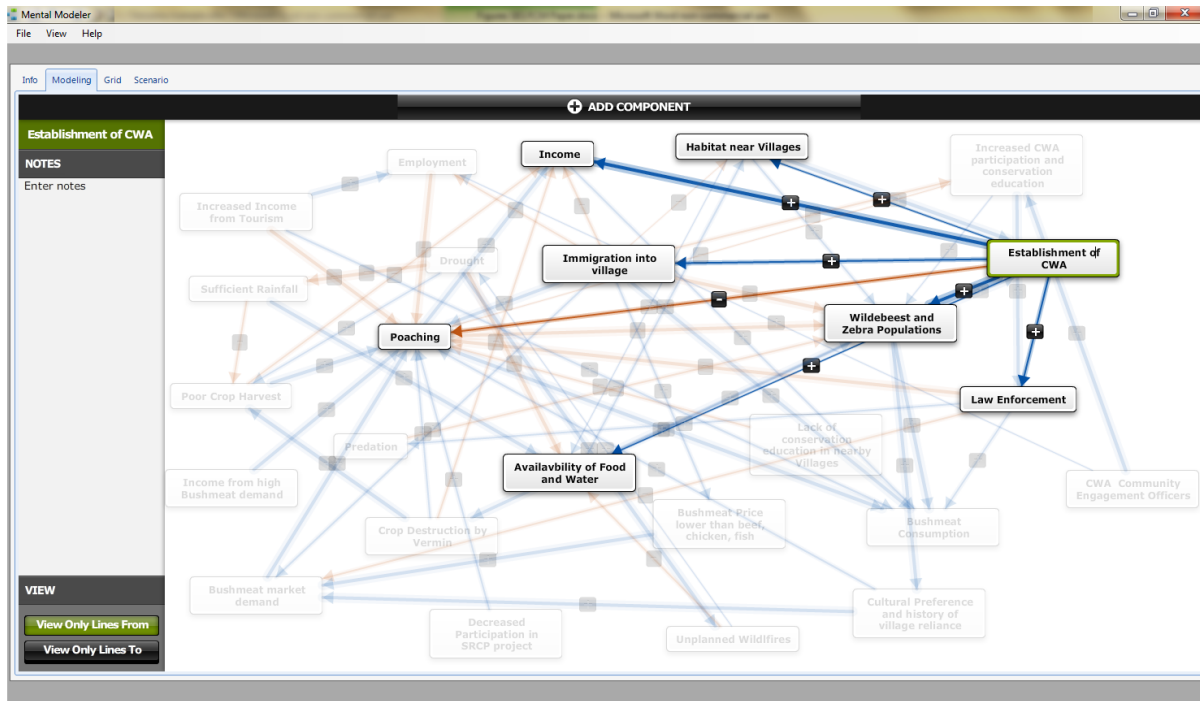 Mental Modeler
File View Help
Info Modeling Grid Scenario
ADD COMPONENT
Establishment of CWA
NOTES
Enter notes
Income
Habitat near Villages
Employment
Increased CWA
participation and
conservation
education
Increased Income
from Tourism
Immigration into
village
Drought
Establishment of
CWA
Sufficient Rainfall
Wildebeest and
Zebra Populations
Poaching
Poor Crop Harvest
Law Enforcement
Predation
Lack of
conservation
education in nearby
Villages
Availavbility of Food
and Water
Income from high
Bushmeat demand
CWA Community
Engagement Officers
Crop Destruction by
Vermin
Bushmeat Price
lower than beef,
chicken, fish
Bushmeat
Consumption
Bushmeat market
demand
Cultural Preference
and history of
village reliance
Decreased
Participation in
SRCP project
Unplanned Wildlfires
VIEW
View Only Lines From
View Only Lines To